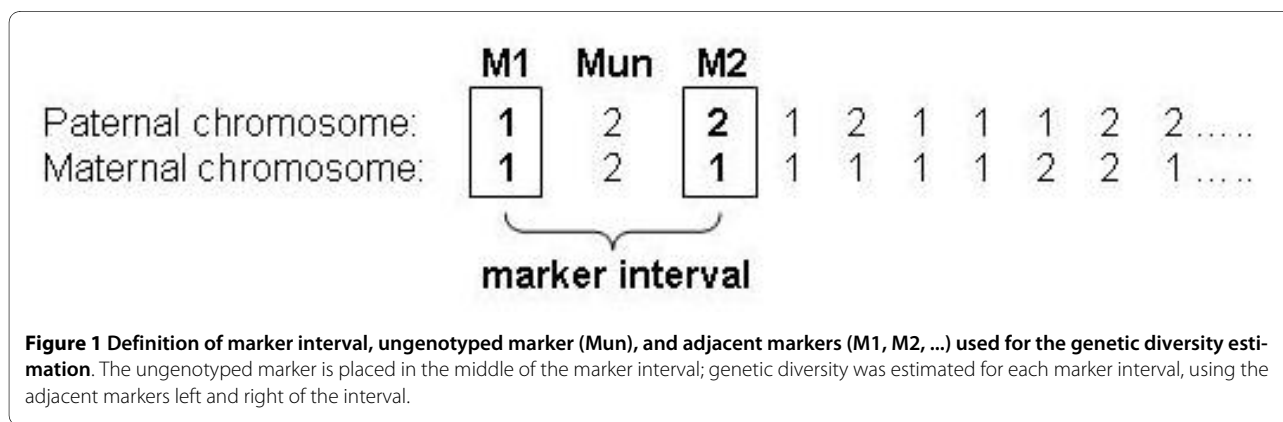 M1 Mun M2
Paternal chromosome: 1 2 2 1 2 1 1 1 2 2 .....
Maternal chromosome: 1 2 1 1 1 1 1 2 2 1 .....
marker interval
Figure 1 Definition of marker interval, ungenotyped marker (Mun), and adjacent markers (M1, M2, ...) used for the genetic diversity esti-
mation. The ungenotyped marker is placed in the middle of the marker interval; genetic diversity was estimated for each marker interval, using the
adjacent markers left and right of the interval.